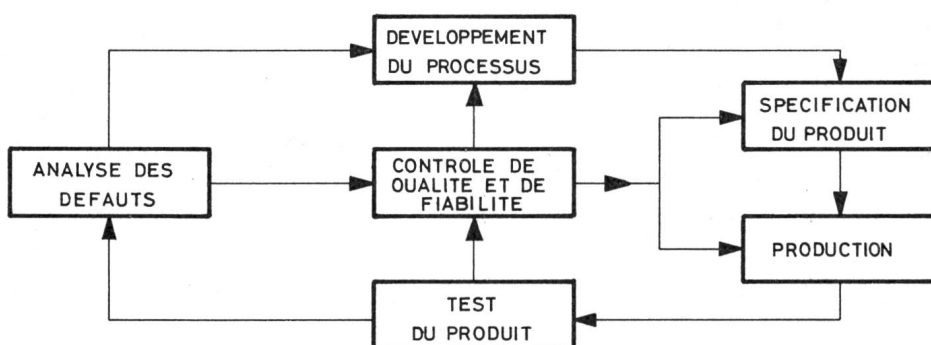 DEVELOPPEMENT
DU PROCESSUS
SPECIFICATION
DU PRODUIT
ANALYSE DES
DEFAUTS
CONTROLE DE
QUALITE ET DE
FIABILITE
PRODUCTION
TEST
DU PRODUIT